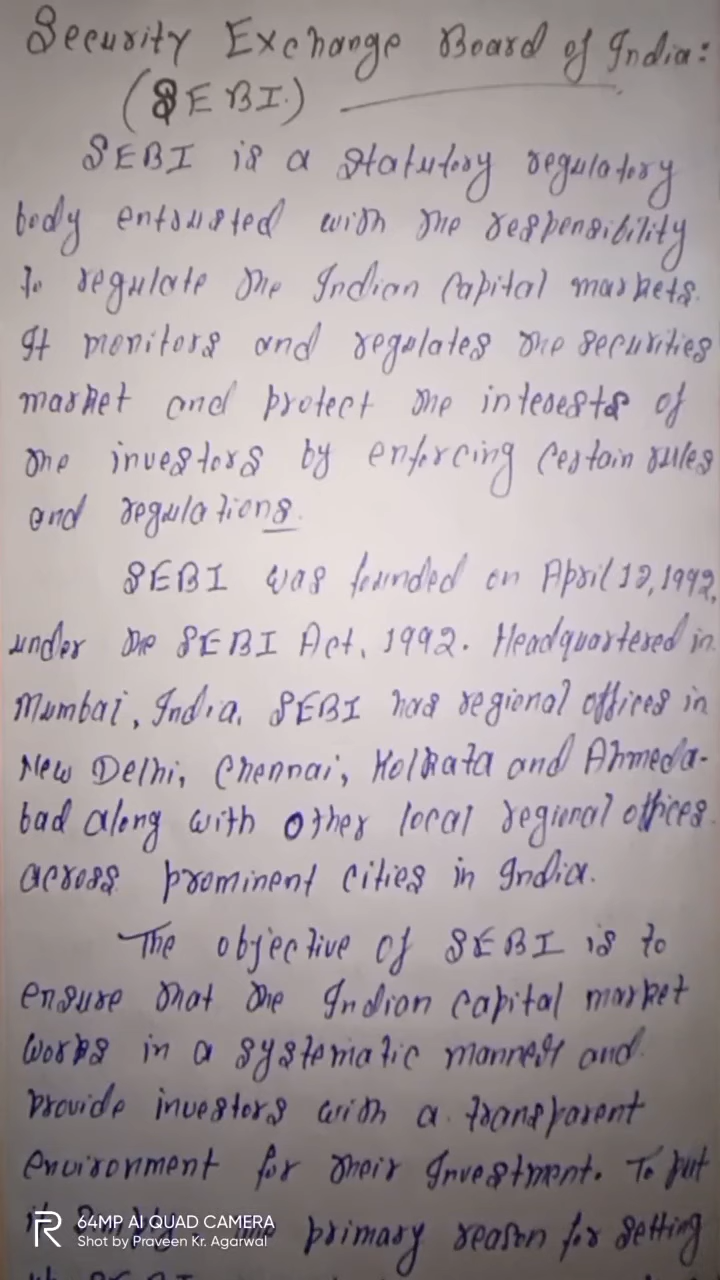 Security Exchange Board of India:
(SEBI.)
SEBI is a statutory regulatory
body entrusted with the responsibility
to regulate the Indian Capital markets.
It monitors and regulates the securities
market and protect the interests of
the investors by enforcing certain rules
and regulations.
SEBI was founded on April 12, 1992,
under the SEBI Act, 1992. Headquartered in
Mumbai, India. SEBI has regional offices in
New Delhi, Chennai, Kolkata and Ahmeda-
bad along with other local regional offices
across prominent cities in India.
The objective of SEBI is to
ensure that the Indian capital market
works in a systematic manner and
provide investors with a transparent
environment for their Investment. To put
primary reason for setting
SEBI
R
64MP AI QUAD CAMERA
Shot by Praveen Kr. Agarwal